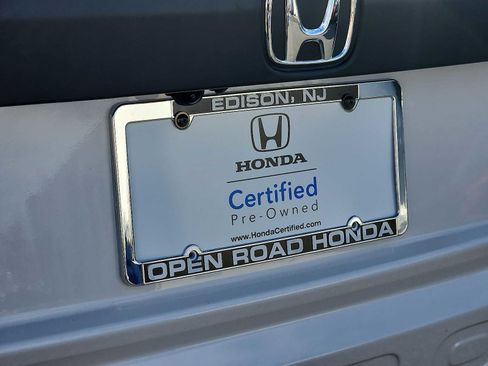 EDISON, NJ
HONDA
Certified
Pre-Owned
www.HondaCertified.com
OPEN ROAD HONDA